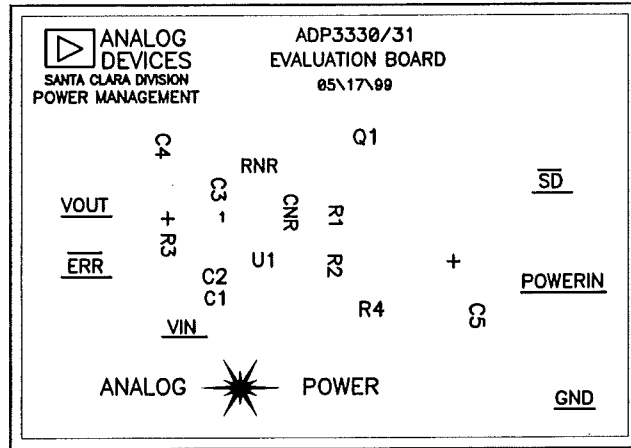 ANALOG
DEVICES
SANTA CLARA DIVISION
POWER MANAGEMENT
ADP3330/31
EVALUATION BOARD
05\17\99
C4
Q1
RNR
C3
SD
VOUT
CNR
R1
+
+
R3
ERR
U1
R2
C2
C1
POWERIN
R4
C5
VIN
ANALOG
POWER
GND